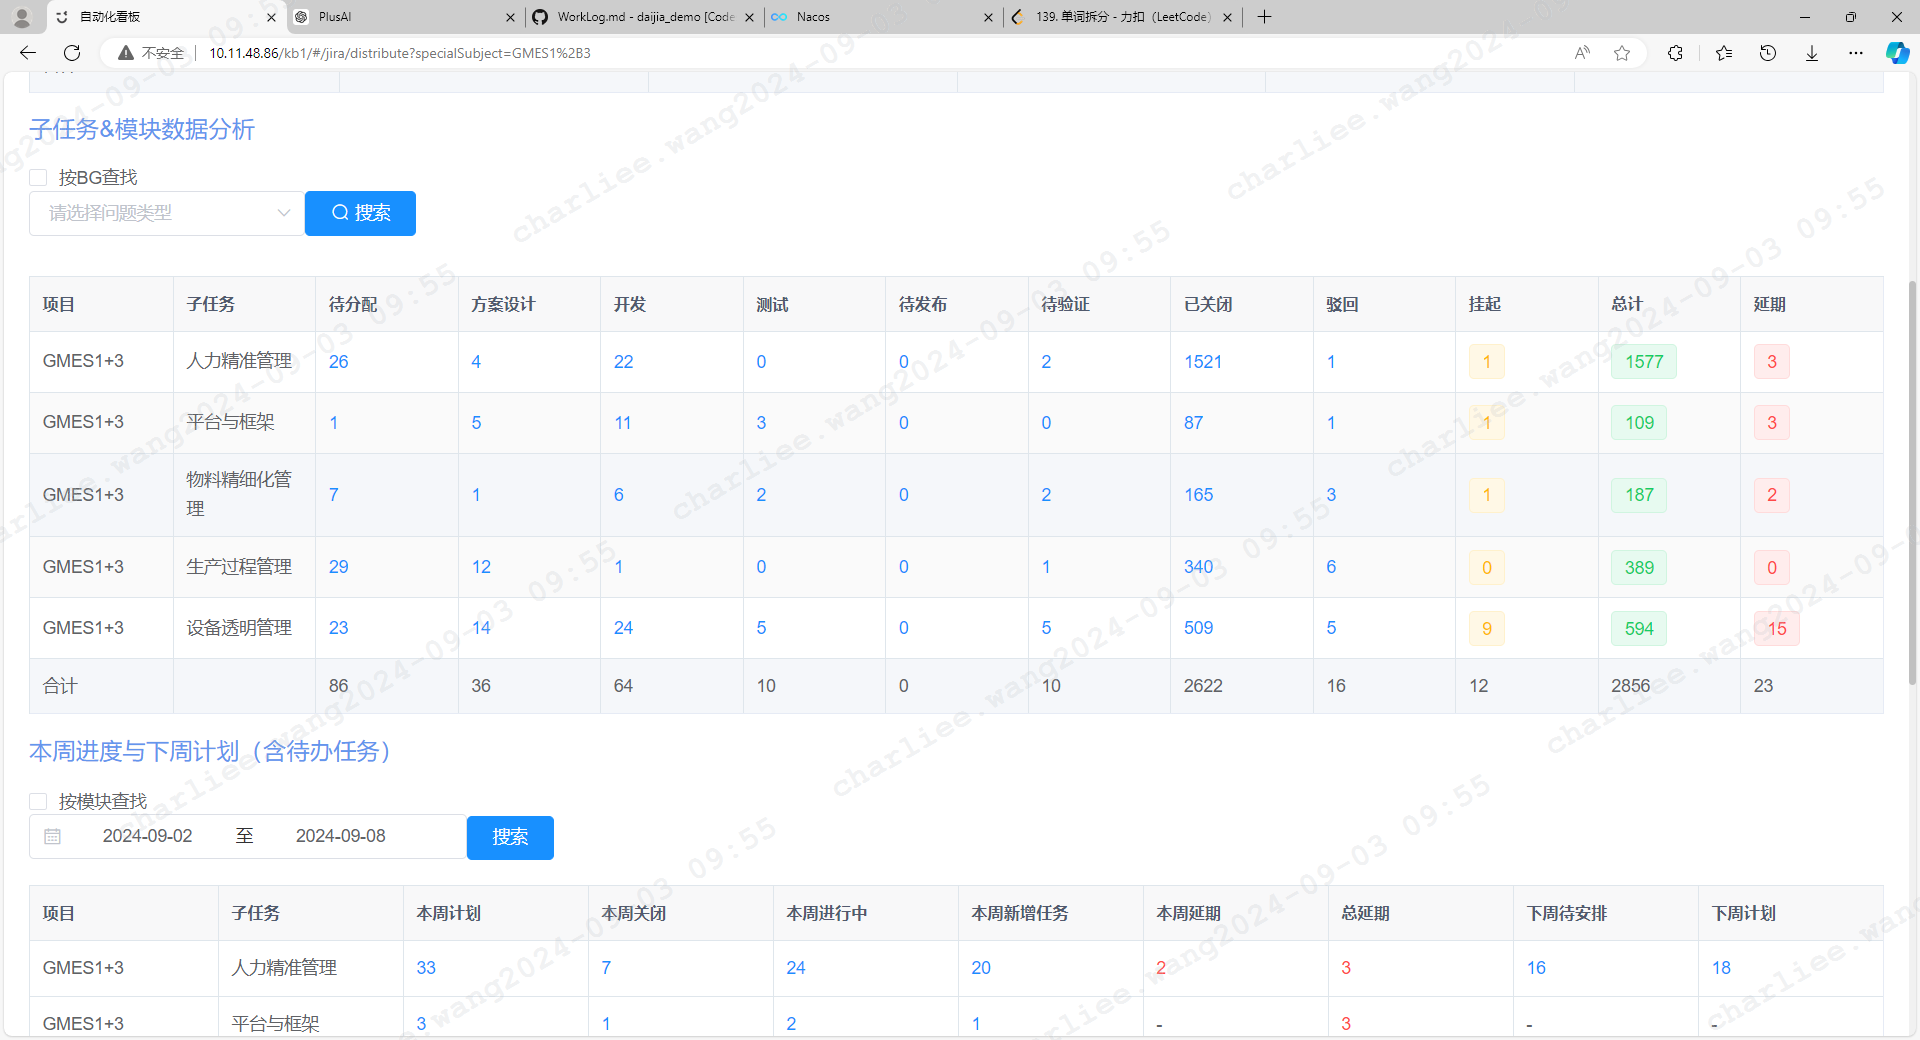 自动化看板
PlusAI
WorkLog.md - daijia_demo [Code
Nacos
139. 单词拆分 - 力扣 (LeetCode)
不安全
10.11.48.86/kb1/#/jira/distribute?specialSubject=GMES1%2B3
子任务&模块数据分析
按BG查找
请选择问题类型
搜索
项目 子任务 待分配 方案设计 开发 测试 待发布 待验证 已关闭 驳回 挂起 总计 延期
GMES1+3 人力精准管理 26 4 22 0 0 2 1521 1 1 1577 3
GMES1+3 平台与框架 1 5 11 3 0 0 87 1 1 109 3
GMES1+3 物料精细化管理 7 1 6 2 0 2 165 3 1 187 2
GMES1+3 生产过程管理 29 12 1 0 0 1 340 6 0 389 0
GMES1+3 设备透明管理 23 14 24 5 0 5 509 5 9 594 15
合计 86 36 64 10 0 10 2622 16 12 2856 23
本周进度与下周计划（含待办任务）
按模块查找
2024-09-02 至 2024-09-08 搜索
项目 子任务 本周计划 本周关闭 本周进行中 本周新增任务 本周延期 总延期 下周待安排 下周计划
GMES1+3 人力精准管理 33 7 24 20 2 3 16 18
GMES1+3 平台与框架 3 1 2 1 - 3 - -
charliee.wang2024-09-03 09:55